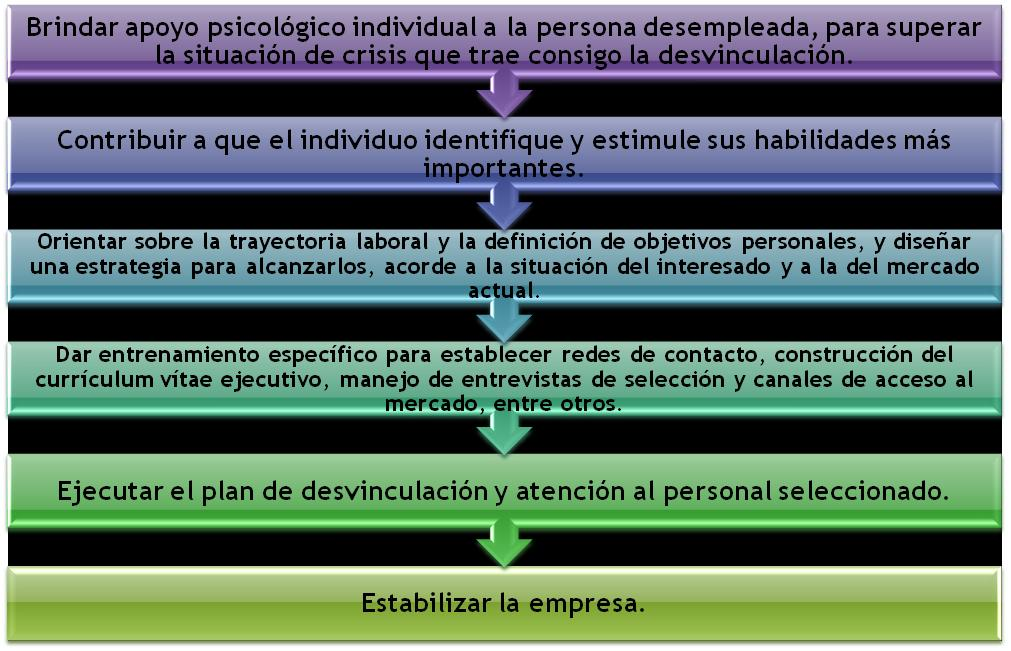 Brindar apoyo psicológico individual a la persona desempleada, para superar
la situación de crisis que trae consigo la desvinculación.
Contribuir a que el individuo identifique y estimule sus habilidades más
importantes.
Orientar sobre la trayectoria laboral y la definición de objetivos personales, y diseñar
una estrategia para alcanzarlos, acorde a la situación del interesado y a la del mercado
actual.
Dar entrenamiento específico para establecer redes de contacto, construcción del
currículum vítae ejecutivo, manejo de entrevistas de selección y canales de acceso al
mercado, entre otros.
Ejecutar el plan de desvinculación y atención al personal seleccionado.
Estabilizar la empresa.